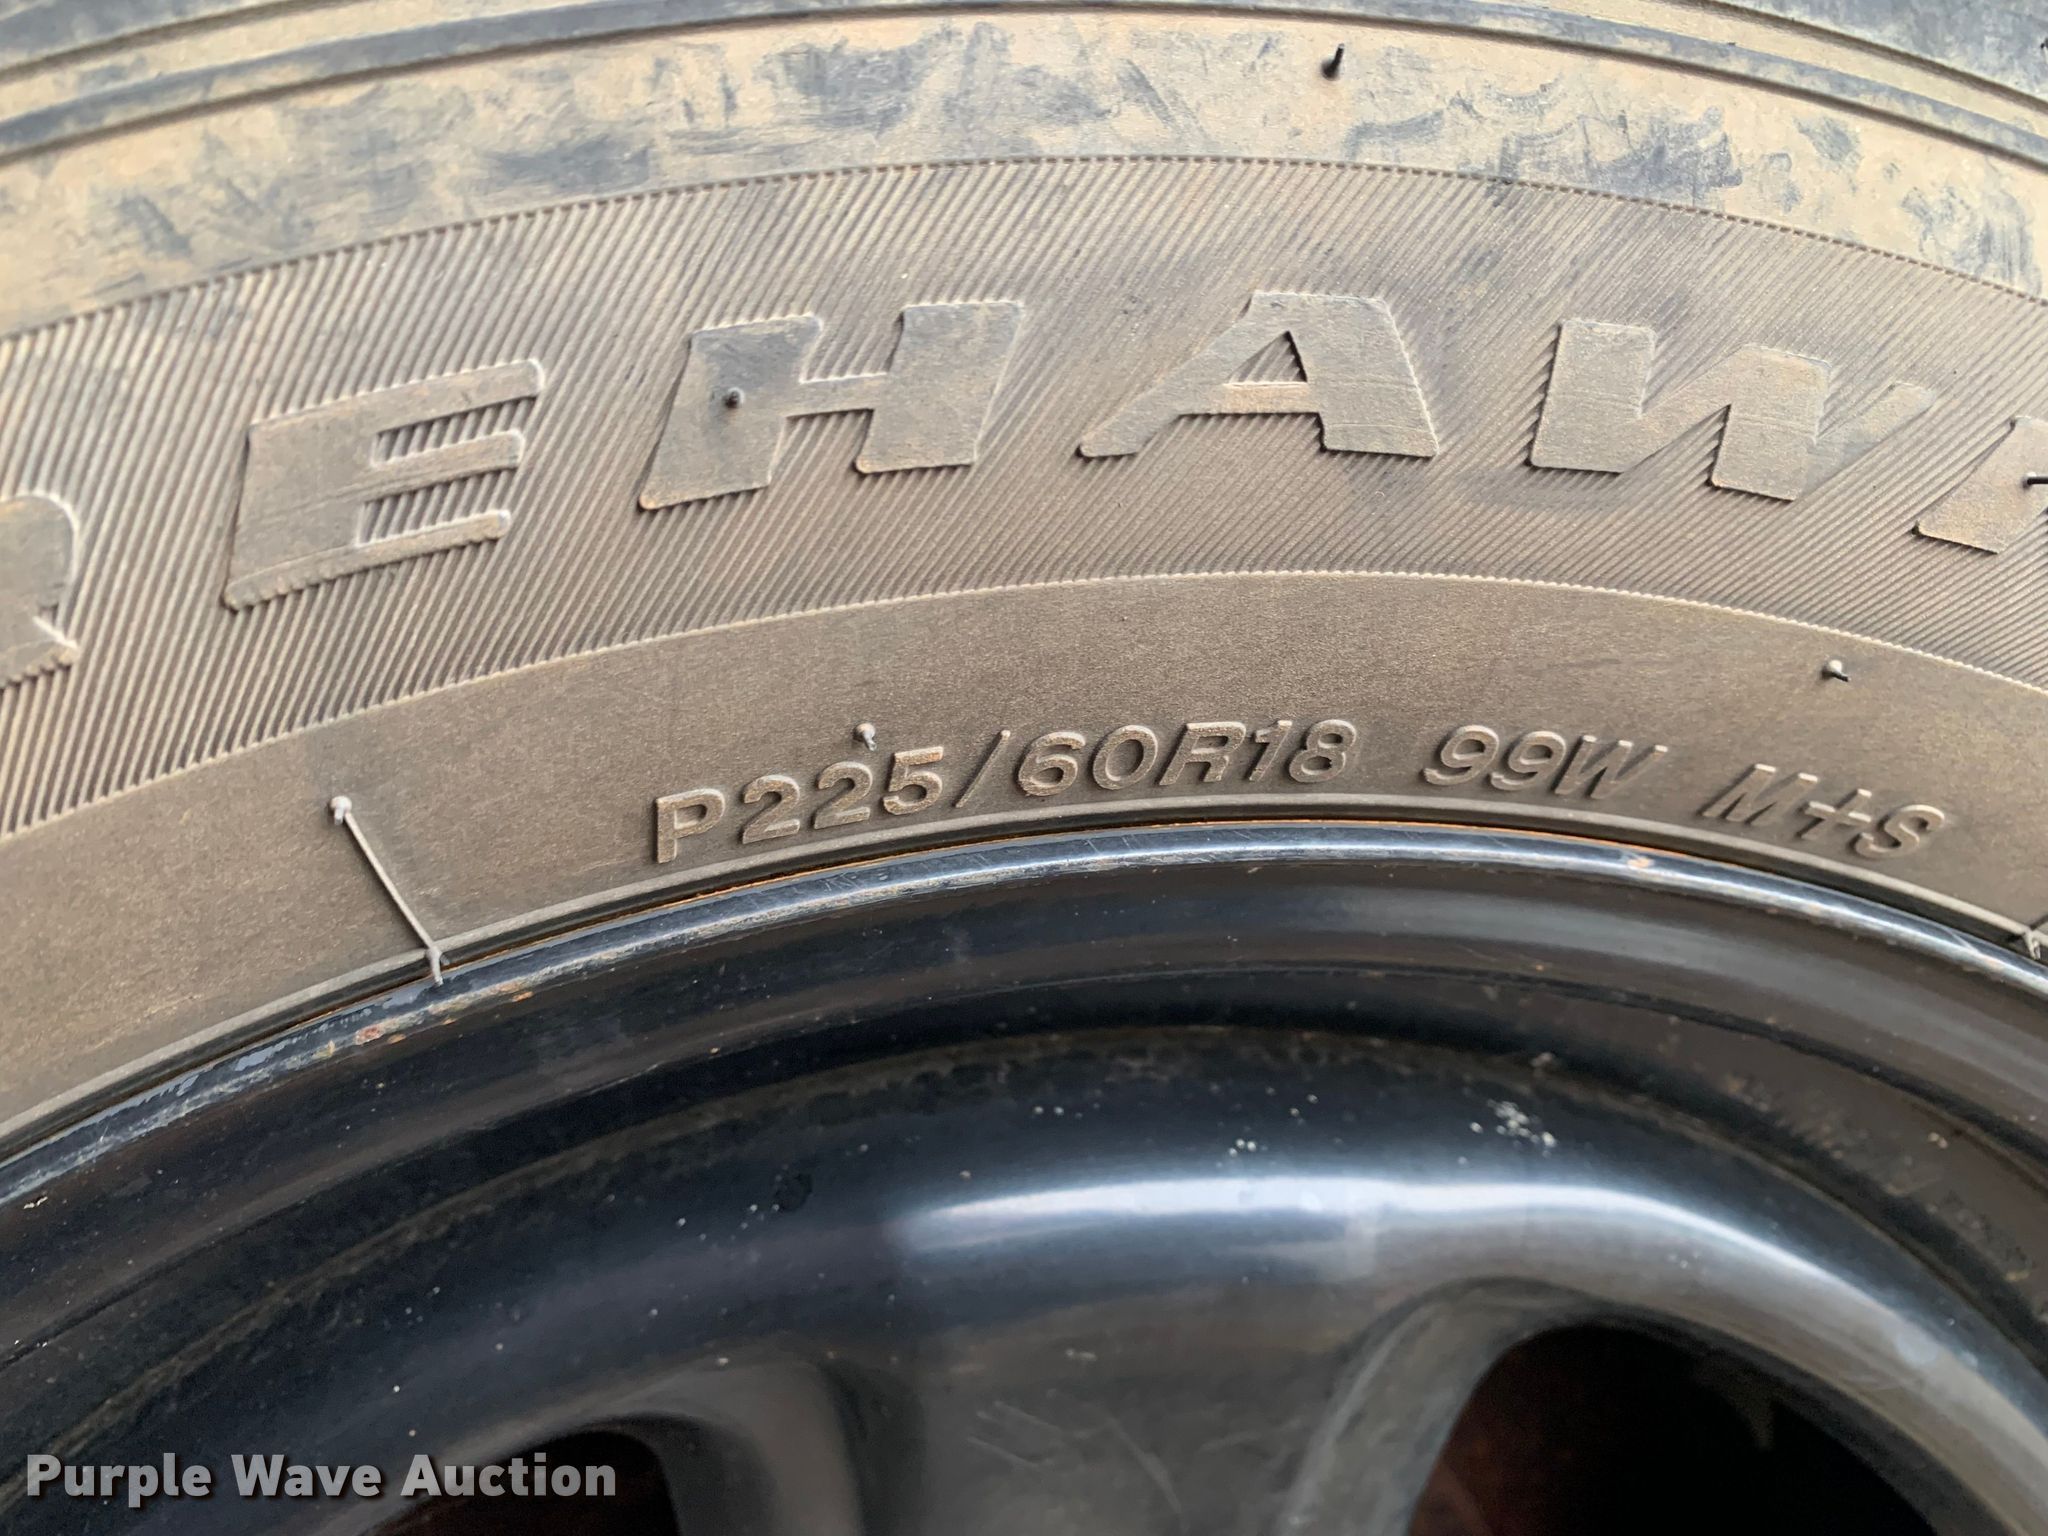 EHAW
P225/60R18 99W M+S
Purple Wave Auction